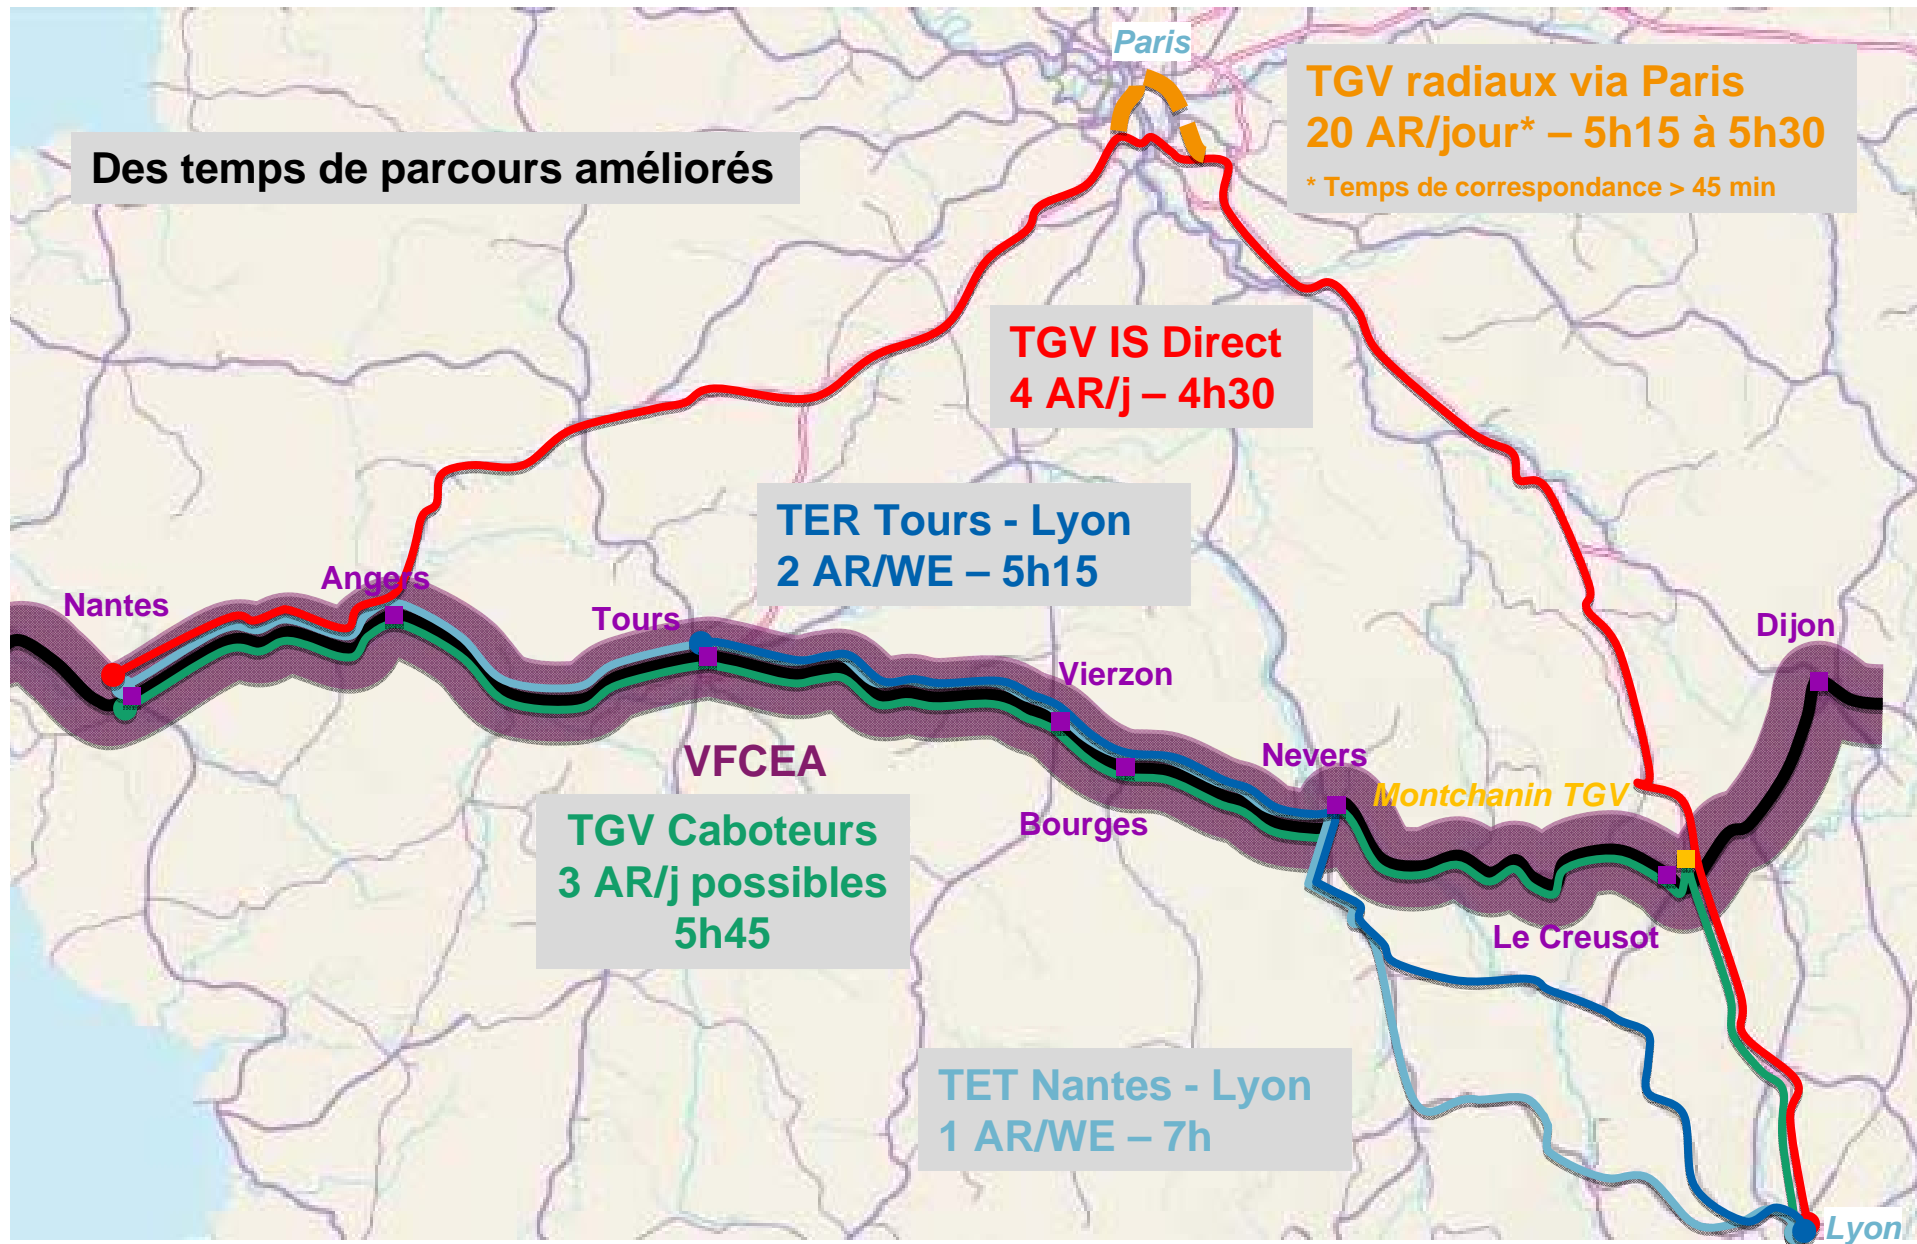 Paris
TGV radiaux via Paris
20 AR/jour* – 5h15 à 5h30
* Temps de correspondance > 45 min
Des temps de parcours améliorés
TGV IS Direct
4 AR/j – 4h30
TER Tours - Lyon
2 AR/WE – 5h15
Angers
Nantes
Tours
Dijon
Vierzon
VFCEA
Nevers
Montchanin TGV
Bourges
TGV Caboteurs
3 AR/j possibles
5h45
Le Creusot
TET Nantes - Lyon
1 AR/WE – 7h
Lyon